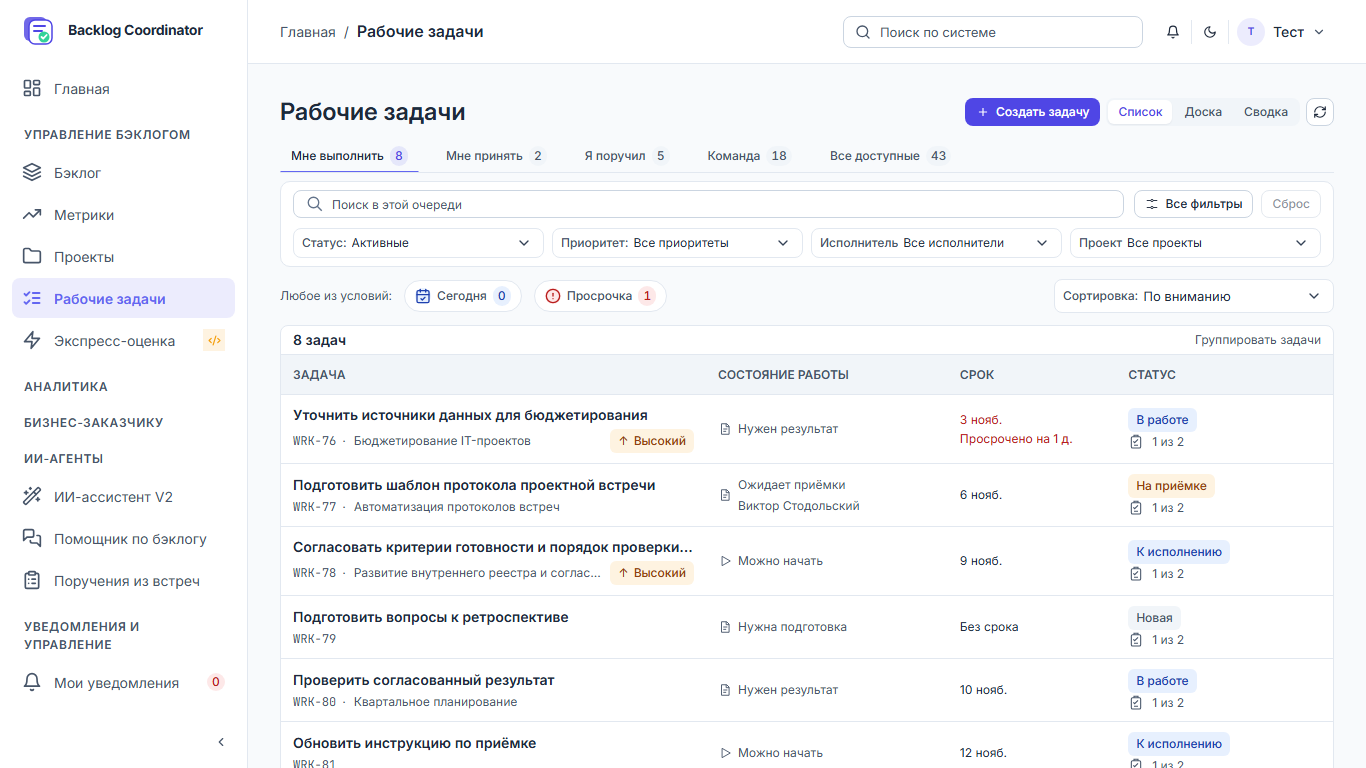 Backlog Coordinator
Главная / Рабочие задачи
Поиск по системе
Т Тест
Главная
УПРАВЛЕНИЕ БЭКЛОГОМ
Бэклог
Метрики
Проекты
Рабочие задачи
Экспресс-оценка </>
АНАЛИТИКА
БИЗНЕС-ЗАКАЗЧИКУ
ИИ-АГЕНТЫ
ИИ-ассистент V2
Помощник по бэклогу
Поручения из встреч
УВЕДОМЛЕНИЯ И
УПРАВЛЕНИЕ
Мои уведомления 0
Рабочие задачи
+ Создать задачу Список Доска Сводка
Мне выполнить 8 Мне принять 2 Я поручил 5 Команда 18 Все доступные 43
Поиск в этой очереди Все фильтры Сброс
Статус: Активные Приоритет: Все приоритеты Исполнитель Все исполнители Проект Все проекты
Любое из условий: Сегодня 0 Просрочка 1 Сортировка: По вниманию
8 задач Группировать задачи
ЗАДАЧА СОСТОЯНИЕ РАБОТЫ СРОК СТАТУС
Уточнить источники данных для бюджетирования
WRK-76 · Бюджетирование IT-проектов ↑ Высокий
Нужен результат
3 нояб.
Просрочено на 1 д.
В работе
1 из 2
Подготовить шаблон протокола проектной встречи
WRK-77 · Автоматизация протоколов встреч
Ожидает приёмки
Виктор Стодольский
6 нояб.
На приёмке
1 из 2
Согласовать критерии готовности и порядок проверки...
WRK-78 · Развитие внутреннего реестра и соглас... ↑ Высокий
Можно начать
9 нояб.
К исполнению
1 из 2
Подготовить вопросы к ретроспективе
WRK-79
Нужна подготовка
Без срока
Новая
1 из 2
Проверить согласованный результат
WRK-80 · Квартальное планирование
Нужен результат
10 нояб.
В работе
1 из 2
Обновить инструкцию по приёмке
WRK-81
Можно начать
12 нояб.
К исполнению
1 из 2